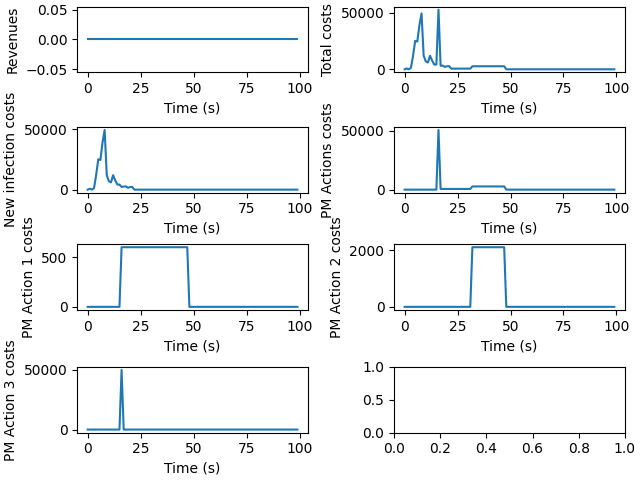 Revenues
0.05
0.00
−0.05
0 25 50 75 100
Time (s)
Total costs
50000
0
0 25 50 75 100
Time (s)
New infection costs
50000
0
0 25 50 75 100
Time (s)
PM Actions costs
50000
0
0 25 50 75 100
Time (s)
PM Action 1 costs
500
0
0 25 50 75 100
Time (s)
PM Action 2 costs
2000
0
0 25 50 75 100
Time (s)
PM Action 3 costs
50000
0
0 25 50 75 100
Time (s)
1.0
0.5
0.0
0.0 0.2 0.4 0.6 0.8 1.0